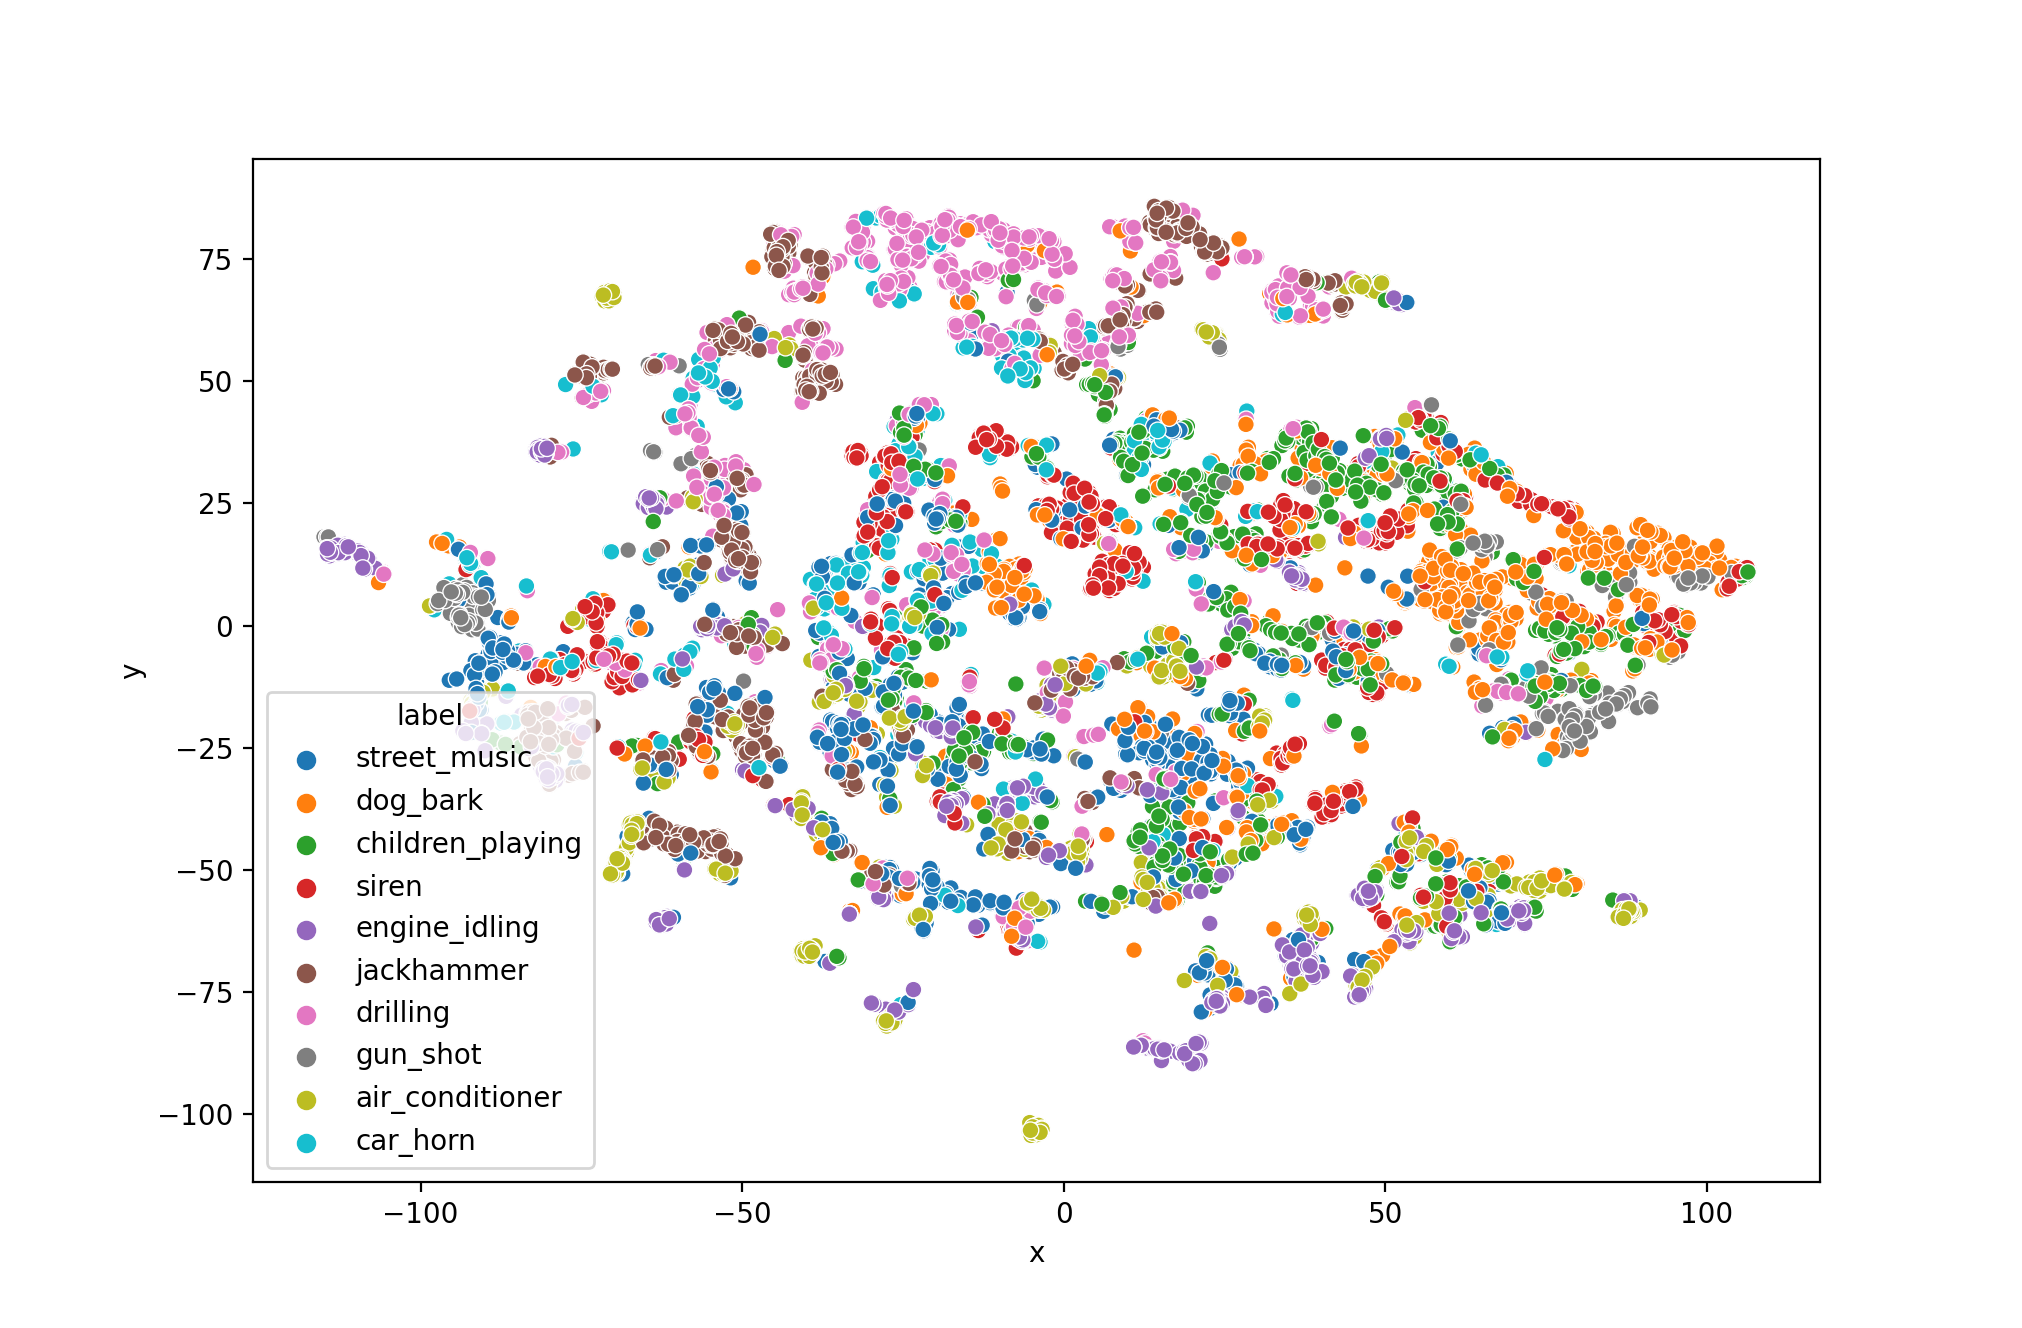 75
50
25
0
−25
−50
−75
−100
y
label
street_music
dog_bark
children_playing
siren
engine_idling
jackhammer
drilling
gun_shot
air_conditioner
car_horn
−100 −50 0 50 100
x